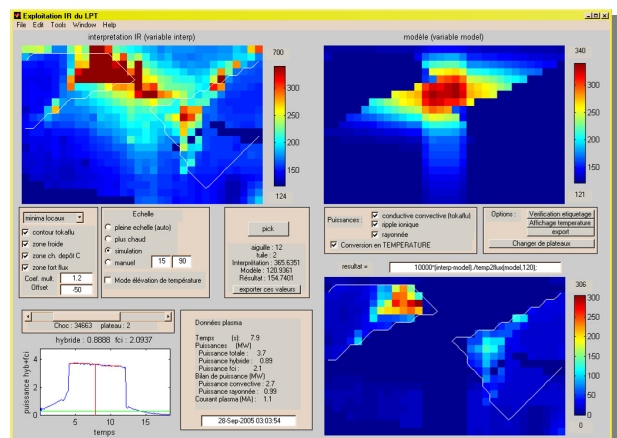 Exploitation IR du LPT
File Edit Tools Window Help
interpretation IR (variable interp)
modèle (variable model)
700
300
200
150
124
340
300
200
150
121
minima locaux
contour tokaflu
zone froide
zone ch. dépôt C
zone fort flux
Coef. mult. 1.2
Offset -50
Echelle
pleine echelle (auto)
plus chaud
simulation
manuel 15 90
Mode élévation de température
pick
aiguille : 12
tuile : 2
Interprétation : 365.6351
Modèle : 120.9361
Résultat : 154.7401
exporter ces valeurs
Puissances :
conductive convective (tokaflu)
ripple ionique
rayonnée
Conversion en TEMPERATURE
Options :
Verification etiquetage
Affichage temperature
export
Changer de plateaux
resultat = 10000*(interp-model)./temp2flux(model,120);
Choc : 34663 plateau : 2
hybride : 0.8888 fci : 2.0937
puissance hyb+fci
4
2
0
5 10 15
temps
Données plasma
Temps (s): 7.9
Puissances (MW)
Puissance totale : 3.7
Puissance hybride : 0.89
Puissance fci : 2.1
Bilan de puissance (MW)
Puissance convective : 2.7
Puissance rayonnée : 0.99
Courant plasma (MA) : 1.1
28-Sep-2005 03:03:54
306
300
250
200
150
100
50
0
0